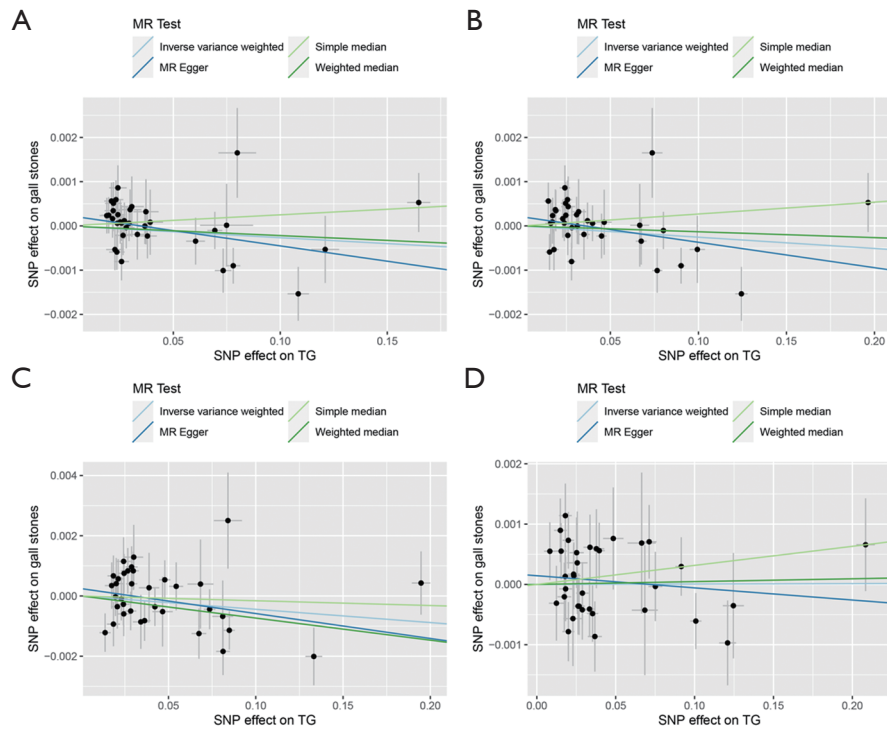 A
MR Test
Inverse variance weighted
Simple median
MR Egger
Weighted median
SNP effect on gall stones
0.002
0.001
0.000
−0.001
−0.002
0.05
0.10
0.15
SNP effect on TG
B
MR Test
Inverse variance weighted
Simple median
MR Egger
Weighted median
SNP effect on gall stones
0.002
0.001
0.000
−0.001
−0.002
0.05
0.10
0.15
0.20
SNP effect on TG
C
MR Test
Inverse variance weighted
Simple median
MR Egger
Weighted median
SNP effect on gall stones
0.004
0.002
0.000
−0.002
0.05
0.10
0.15
0.20
SNP effect on TG
D
MR Test
Inverse variance weighted
Simple median
MR Egger
Weighted median
SNP effect on gall stones
0.002
0.001
0.000
−0.001
0.00
0.05
0.10
0.15
0.20
SNP effect on TG